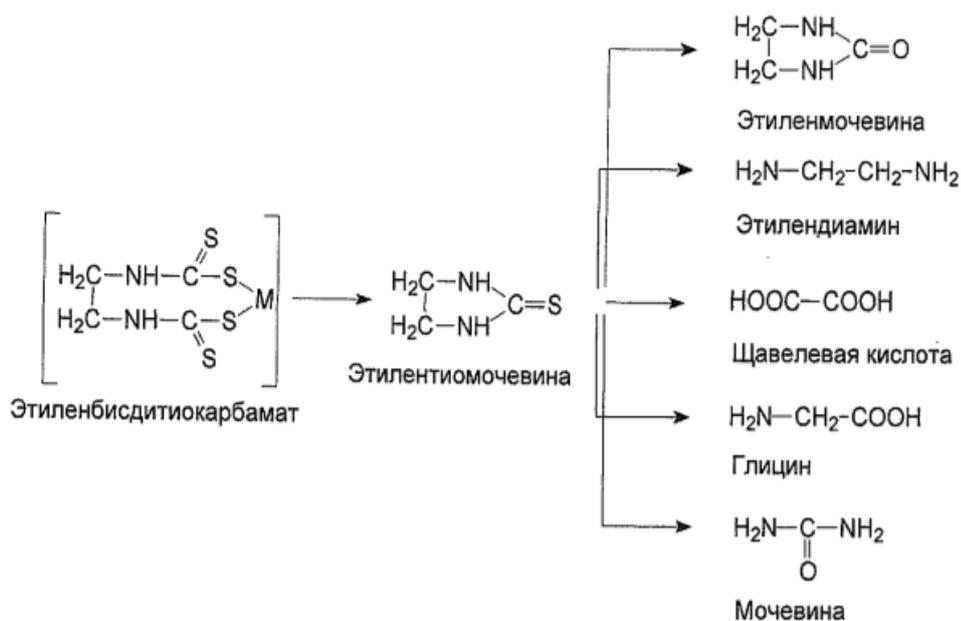 H₂C—NH
C=O
H₂C—NH
Этиленмочевина
H₂N—CH₂-CH₂-NH₂
Этилендиамин
S
H₂C—NH—C—S
M
H₂C—NH—C—S
S
Этиленбисдитиокарбамат
H₂C—NH
C=S
H₂C—NH
Этилентиомочевина
HOOC—COOH
Щавелевая кислота
H₂N—CH₂-COOH
Глицин
H₂N—C—NH₂
O
Мочевина